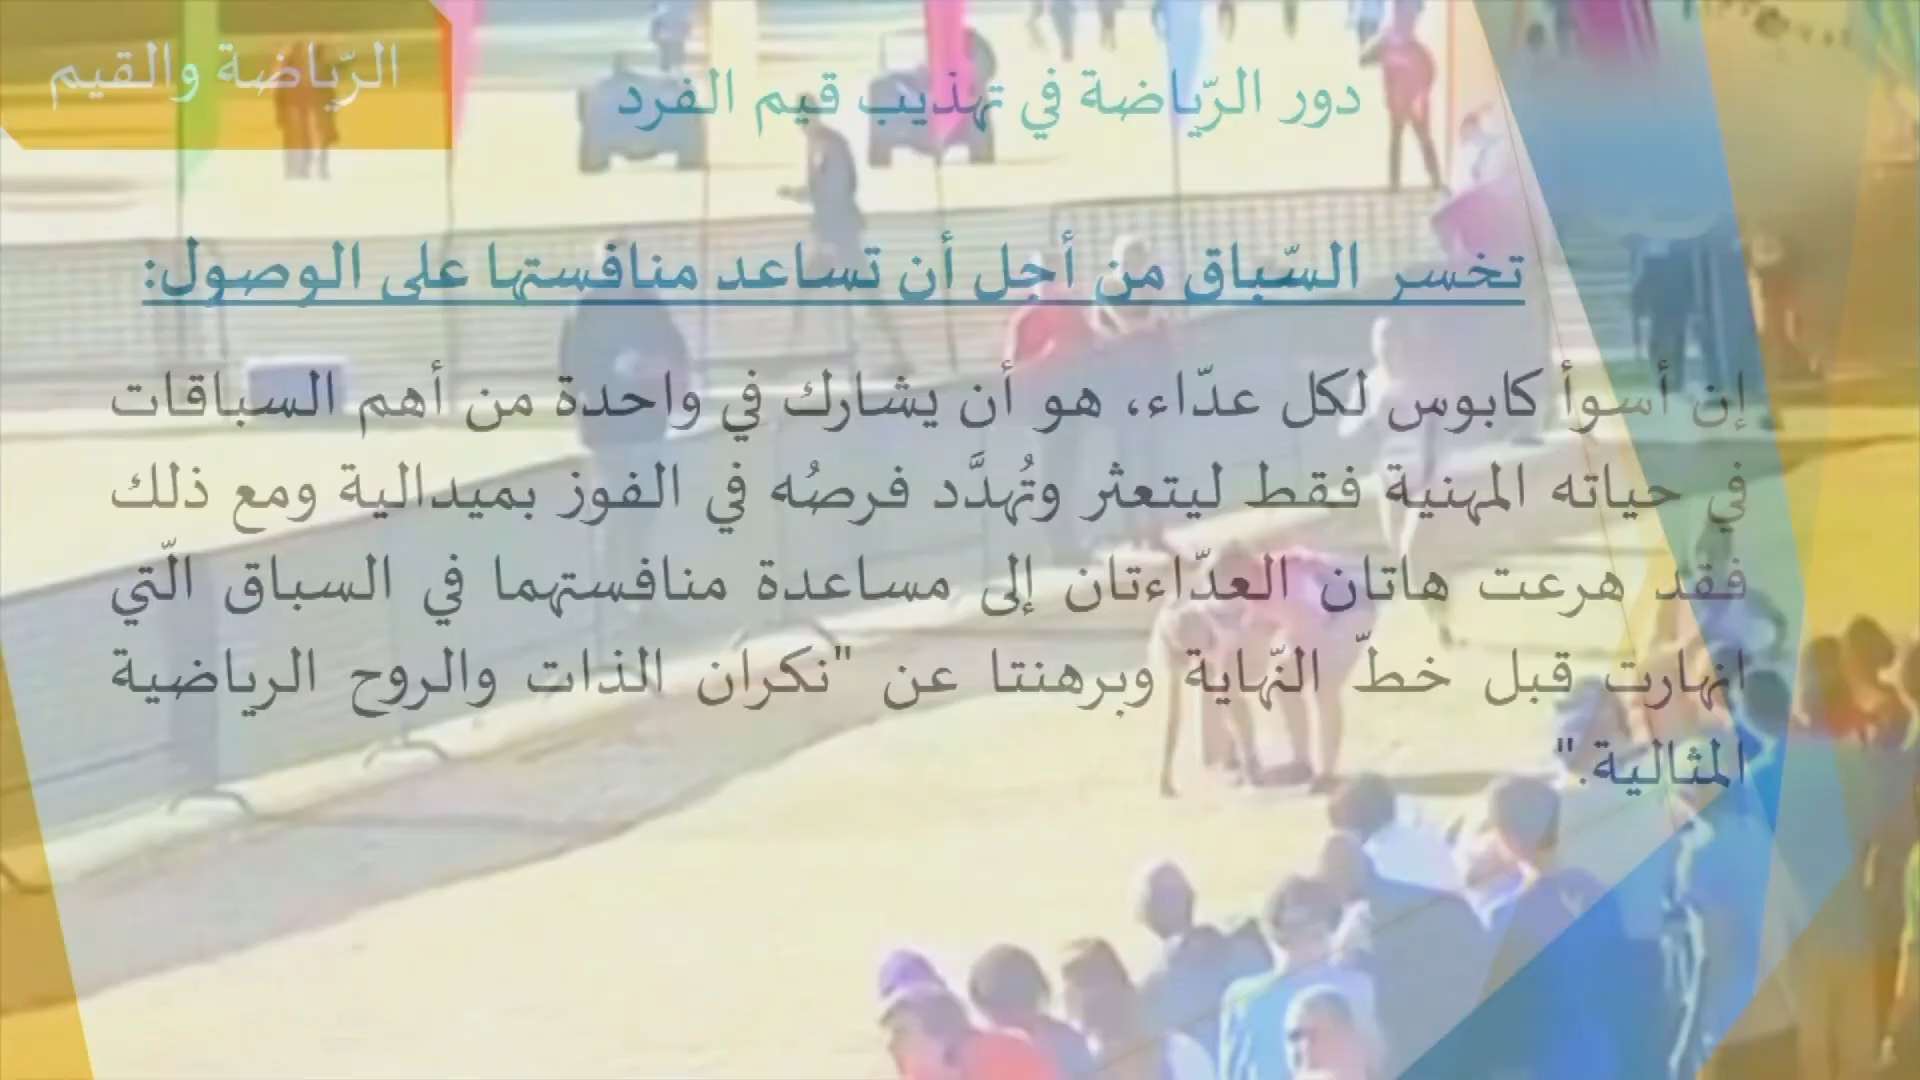 الرّياضة والقيم
دور الرّياضة في تهذيب قيم الفرد
تخسر السّباق من أجل أن تساعد منافستها على الوصول:
إن أسوأ كابوس لكل عدّاء، هو أن يشارك في واحدة من أهم السباقات
في حياته المهنية فقط ليتعثر وتُهدَّد فرصُه في الفوز بميدالية ومع ذلك
فقد هرعت هاتان العدّاءتان إلى مساعدة منافستهما في السباق الّتي
انهارت قبل خطّ النّهاية وبرهنتا عن "نكران الذات والروح الرياضية
المثالية."